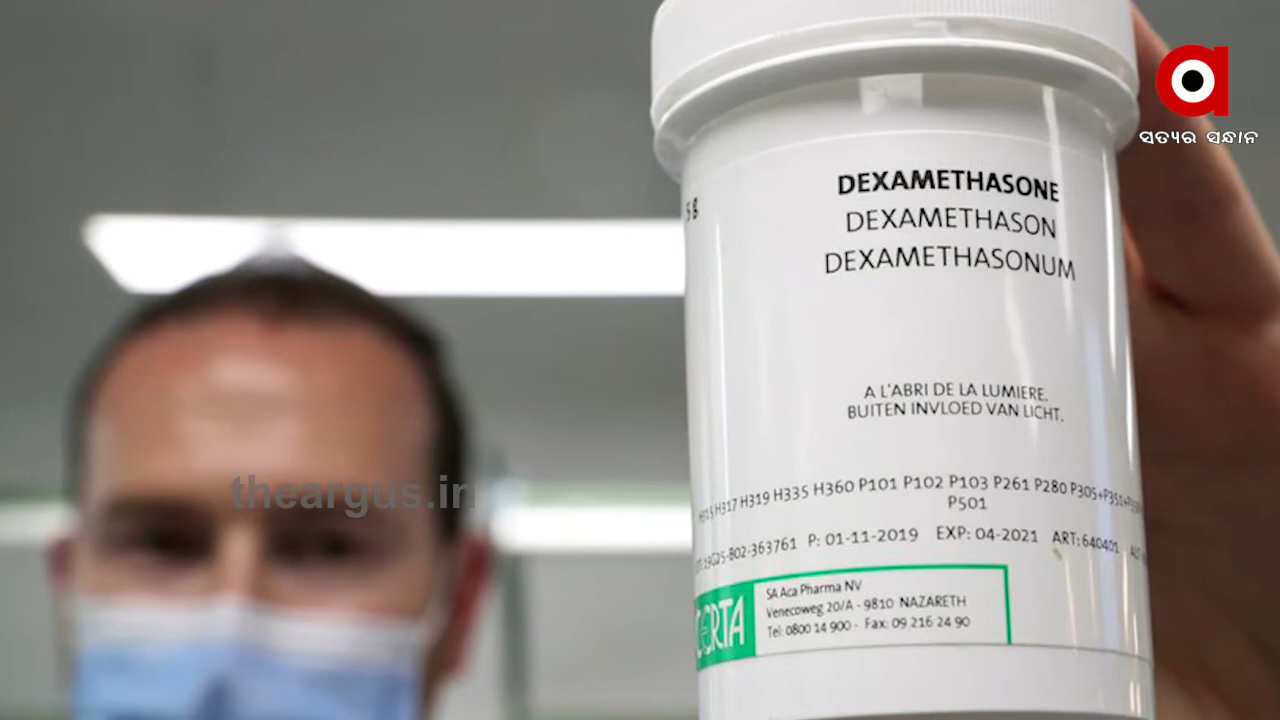 ସତ୍ୟର ସନ୍ଧାନ
5g
DEXAMETHASONE
DEXAMETHASON
DEXAMETHASONUM
A L'ABRI DE LA LUMIERE.
BUITEN INVLOED VAN LICHT.
H317 H319 H335 H360 P101 P102 P103 P261 P280
P501
P: 01-11-2019 EXP: 04-2021 ART:640401
CERTA
SA Aca Pharma NV
Venecoweg 20/A - 9810 NAZARETH
Tel: 0800 14 900 - Fax: 09 216 24 90
theargus.in